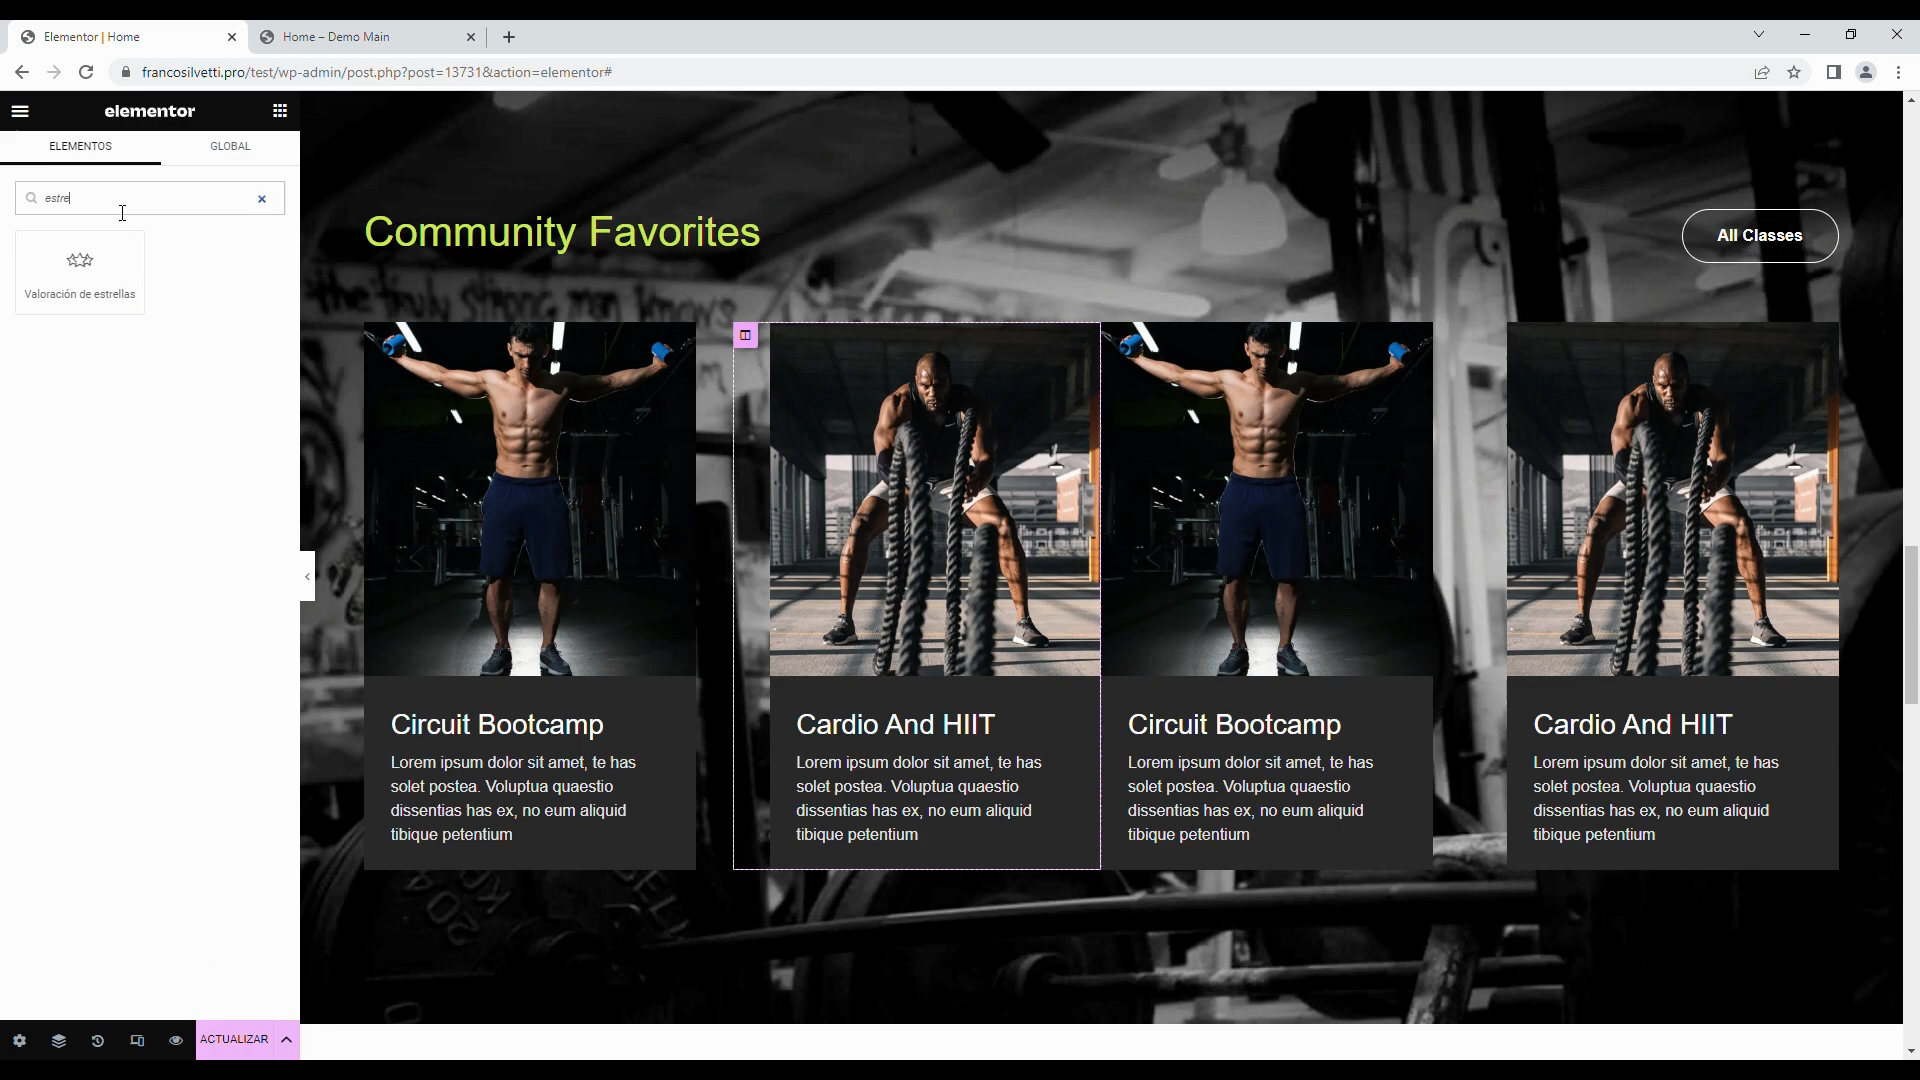 Elementor | Home
Home – Demo Main
francosilvetti.pro/test/wp-admin/post.php?post=13731&action=elementor#
elementor
ELEMENTOS
GLOBAL
estre
Valoración de estrellas
ACTUALIZAR
Community Favorites
All Classes
Circuit Bootcamp
Lorem ipsum dolor sit amet, te has
solet postea. Voluptua quaestio
dissentias has ex, no eum aliquid
tibique petentium
Cardio And HIIT
Lorem ipsum dolor sit amet, te has
solet postea. Voluptua quaestio
dissentias has ex, no eum aliquid
tibique petentium
Circuit Bootcamp
Lorem ipsum dolor sit amet, te has
solet postea. Voluptua quaestio
dissentias has ex, no eum aliquid
tibique petentium
Cardio And HIIT
Lorem ipsum dolor sit amet, te has
solet postea. Voluptua quaestio
dissentias has ex, no eum aliquid
tibique petentium